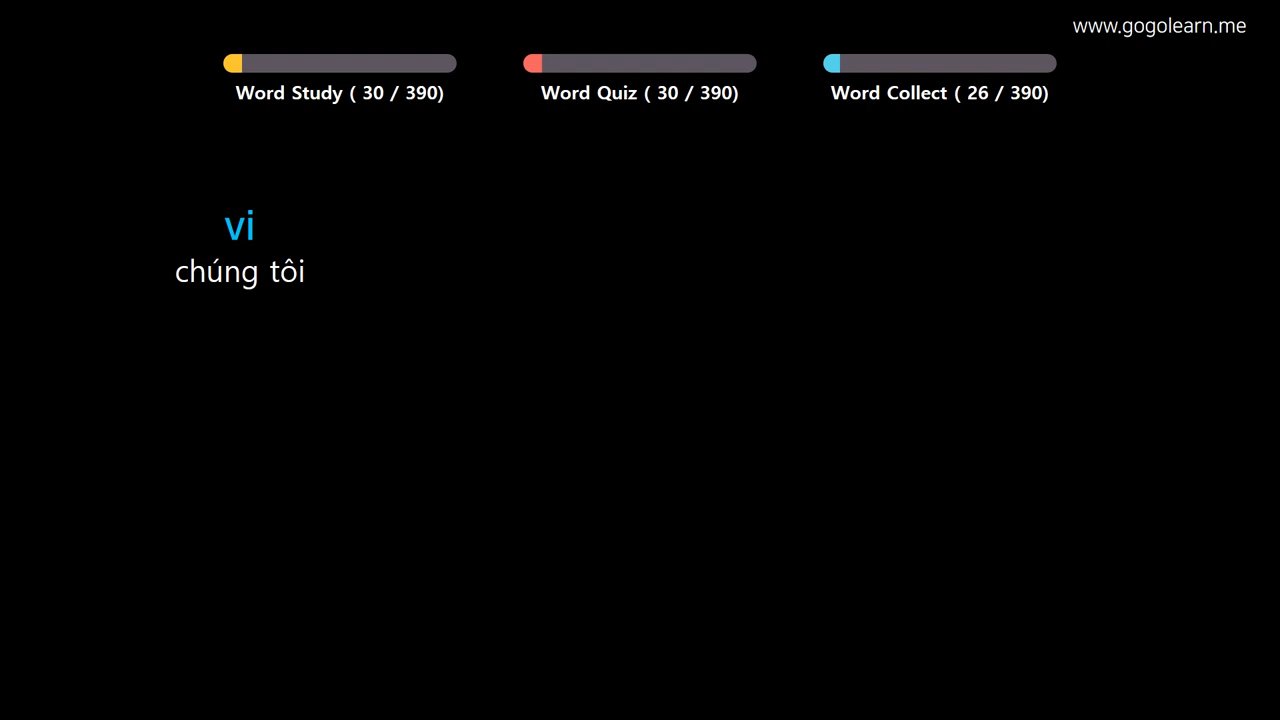 www.gogolearn.me
Word Study ( 30 / 390)
Word Quiz ( 30 / 390)
Word Collect ( 26 / 390)
vi
chúng tôi